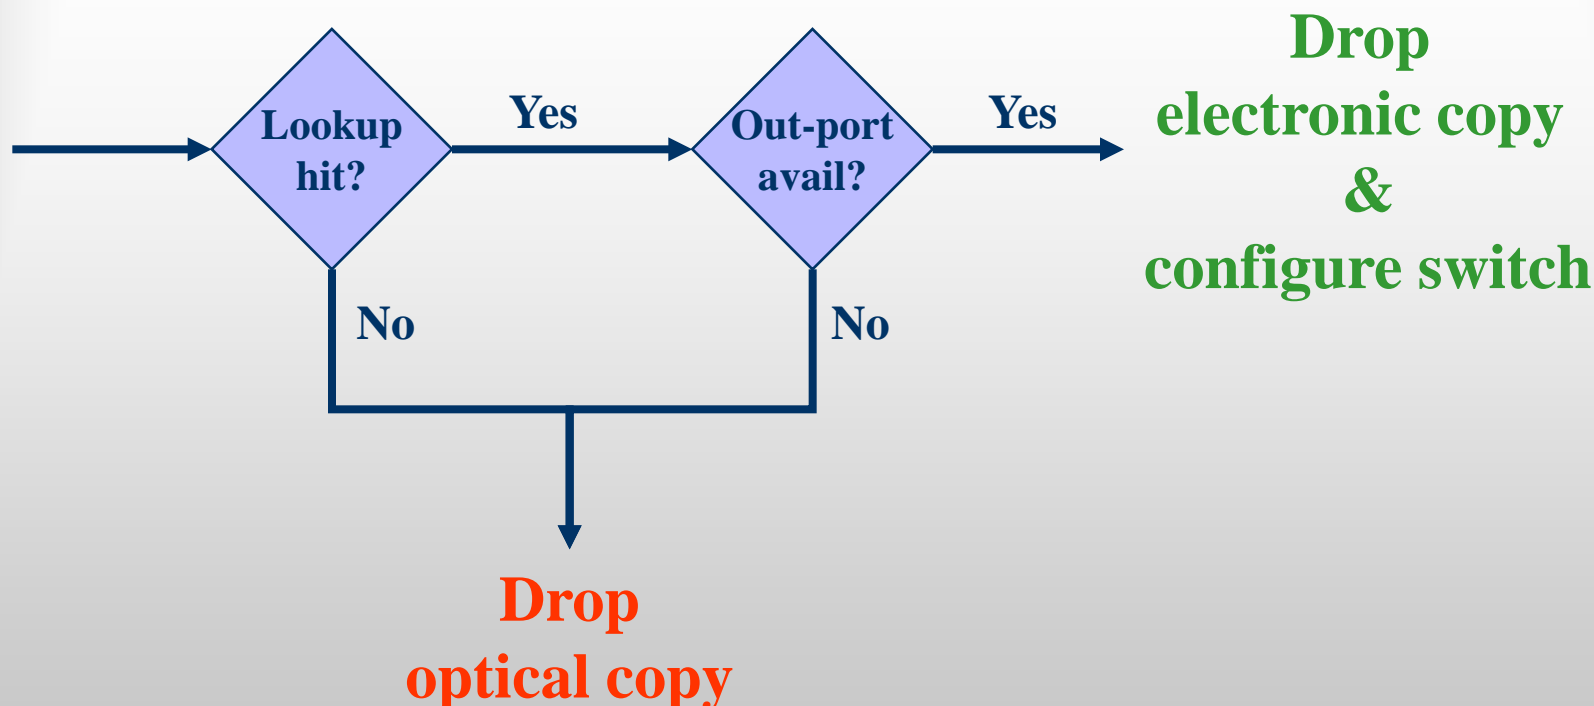 Lookup
hit?
Yes
Out-port
avail?
Yes
Drop
electronic copy
&
configure switch
No
No
Drop
optical copy